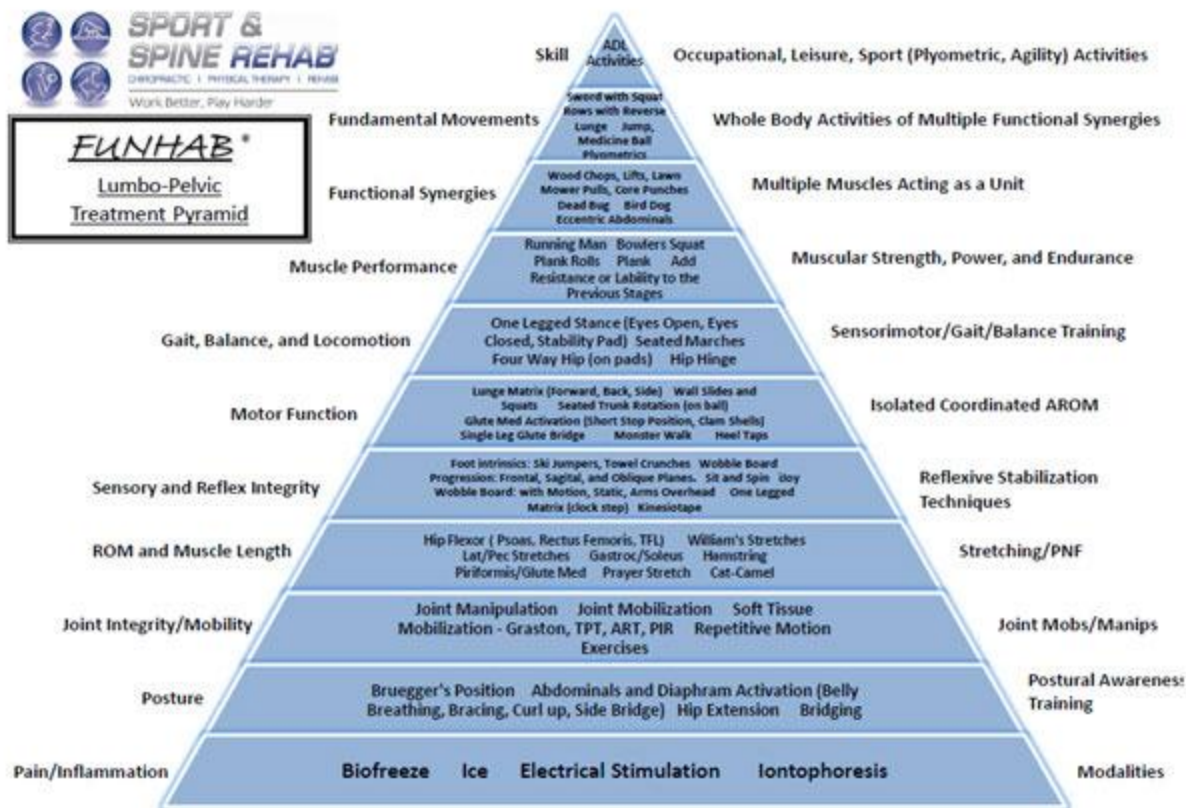 SPORT &
SPINE REHAB
CHIROPRACTIC | PHYSICAL THERAPY | REHAB
Work Better, Play Harder
FUNHAB®
Lumbo-Pelvic
Treatment Pyramid
Skill
ADL
Activities
Occupational, Leisure, Sport (Plyometric, Agility) Activities
Fundamental Movements
Sword with Squat
Rows with Reverse
Lunge Jump,
Medicine Ball
Plyometrics
Whole Body Activities of Multiple Functional Synergies
Functional Synergies
Wood Chops, Lifts, Lawn
Mower Pulls, Core Punches
Dead Bug Bird Dog
Eccentric Abdominals
Multiple Muscles Acting as a Unit
Muscle Performance
Running Man Bowlers Squat
Plank Rolls Plank Add
Resistance or Lability to the
Previous Stages
Muscular Strength, Power, and Endurance
Gait, Balance, and Locomotion
One Legged Stance (Eyes Open, Eyes
Closed, Stability Pad) Seated Marches
Four Way Hip (on pads) Hip Hinge
Sensorimotor/Gait/Balance Training
Motor Function
Lunge Matrix (Forward, Back, Side) Wall Slides and
Squats Seated Trunk Rotation (on ball)
Glute Med Activation (Short Stop Position, Clam Shells)
Single Leg Glute Bridge Monster Walk Heel Taps
Isolated Coordinated AROM
Sensory and Reflex Integrity
Foot Intrinsics: Ski Jumpers, Towel Crunches Wobble Board
Progression: Frontal, Sagital, and Oblique Planes. Sit and Spin
Wobble Board: with Motion, Static, Arms Overhead One Legged
Matrix (clock step) Kinesiotape
Reflexive Stabilization
Techniques
ROM and Muscle Length
Hip Flexor ( Psoas, Rectus Femoris, TFL) William's Stretches
Lat/Pec Stretches Gastroc/Soleus Hamstring
Piriformis/Glute Med Prayer Stretch Cat-Camel
Stretching/PNF
Joint Integrity/Mobility
Joint Manipulation Joint Mobilization Soft Tissue
Mobilization - Graston, TPT, ART, PIR Repetitive Motion
Exercises
Joint Mobs/Manips
Posture
Bruegger's Position Abdominals and Diaphram Activation (Belly
Breathing, Bracing, Curl up, Side Bridge) Hip Extension Bridging
Postural Awareness
Training
Pain/Inflammation
Biofreeze Ice Electrical Stimulation Iontophoresis
Modalities